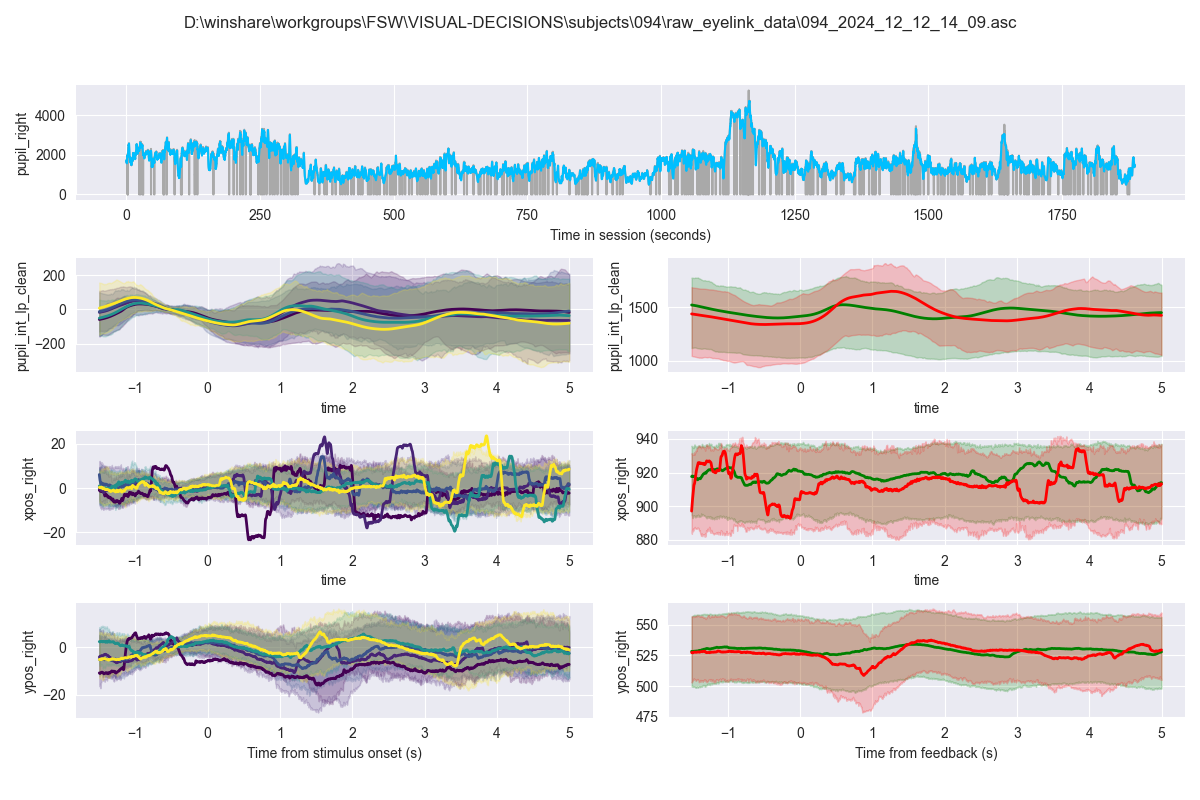 D:\winshare\workgroups\FSW\VISUAL-DECISIONS\subjects\094\raw_eyelink_data\094_2024_12_12_14_09.asc
pupil_right
4000
2000
0
0 250 500 750 1000 1250 1500 1750
Time in session (seconds)
pupil_int_lp_clean
200
0
−200
−1 0 1 2 3 4 5
time
pupil_int_lp_clean
1500
1000
−1 0 1 2 3 4 5
time
xpos_right
20
0
−20
−1 0 1 2 3 4 5
time
xpos_right
940
920
900
880
−1 0 1 2 3 4 5
time
ypos_right
0
−20
−1 0 1 2 3 4 5
Time from stimulus onset (s)
ypos_right
550
525
500
475
−1 0 1 2 3 4 5
Time from feedback (s)